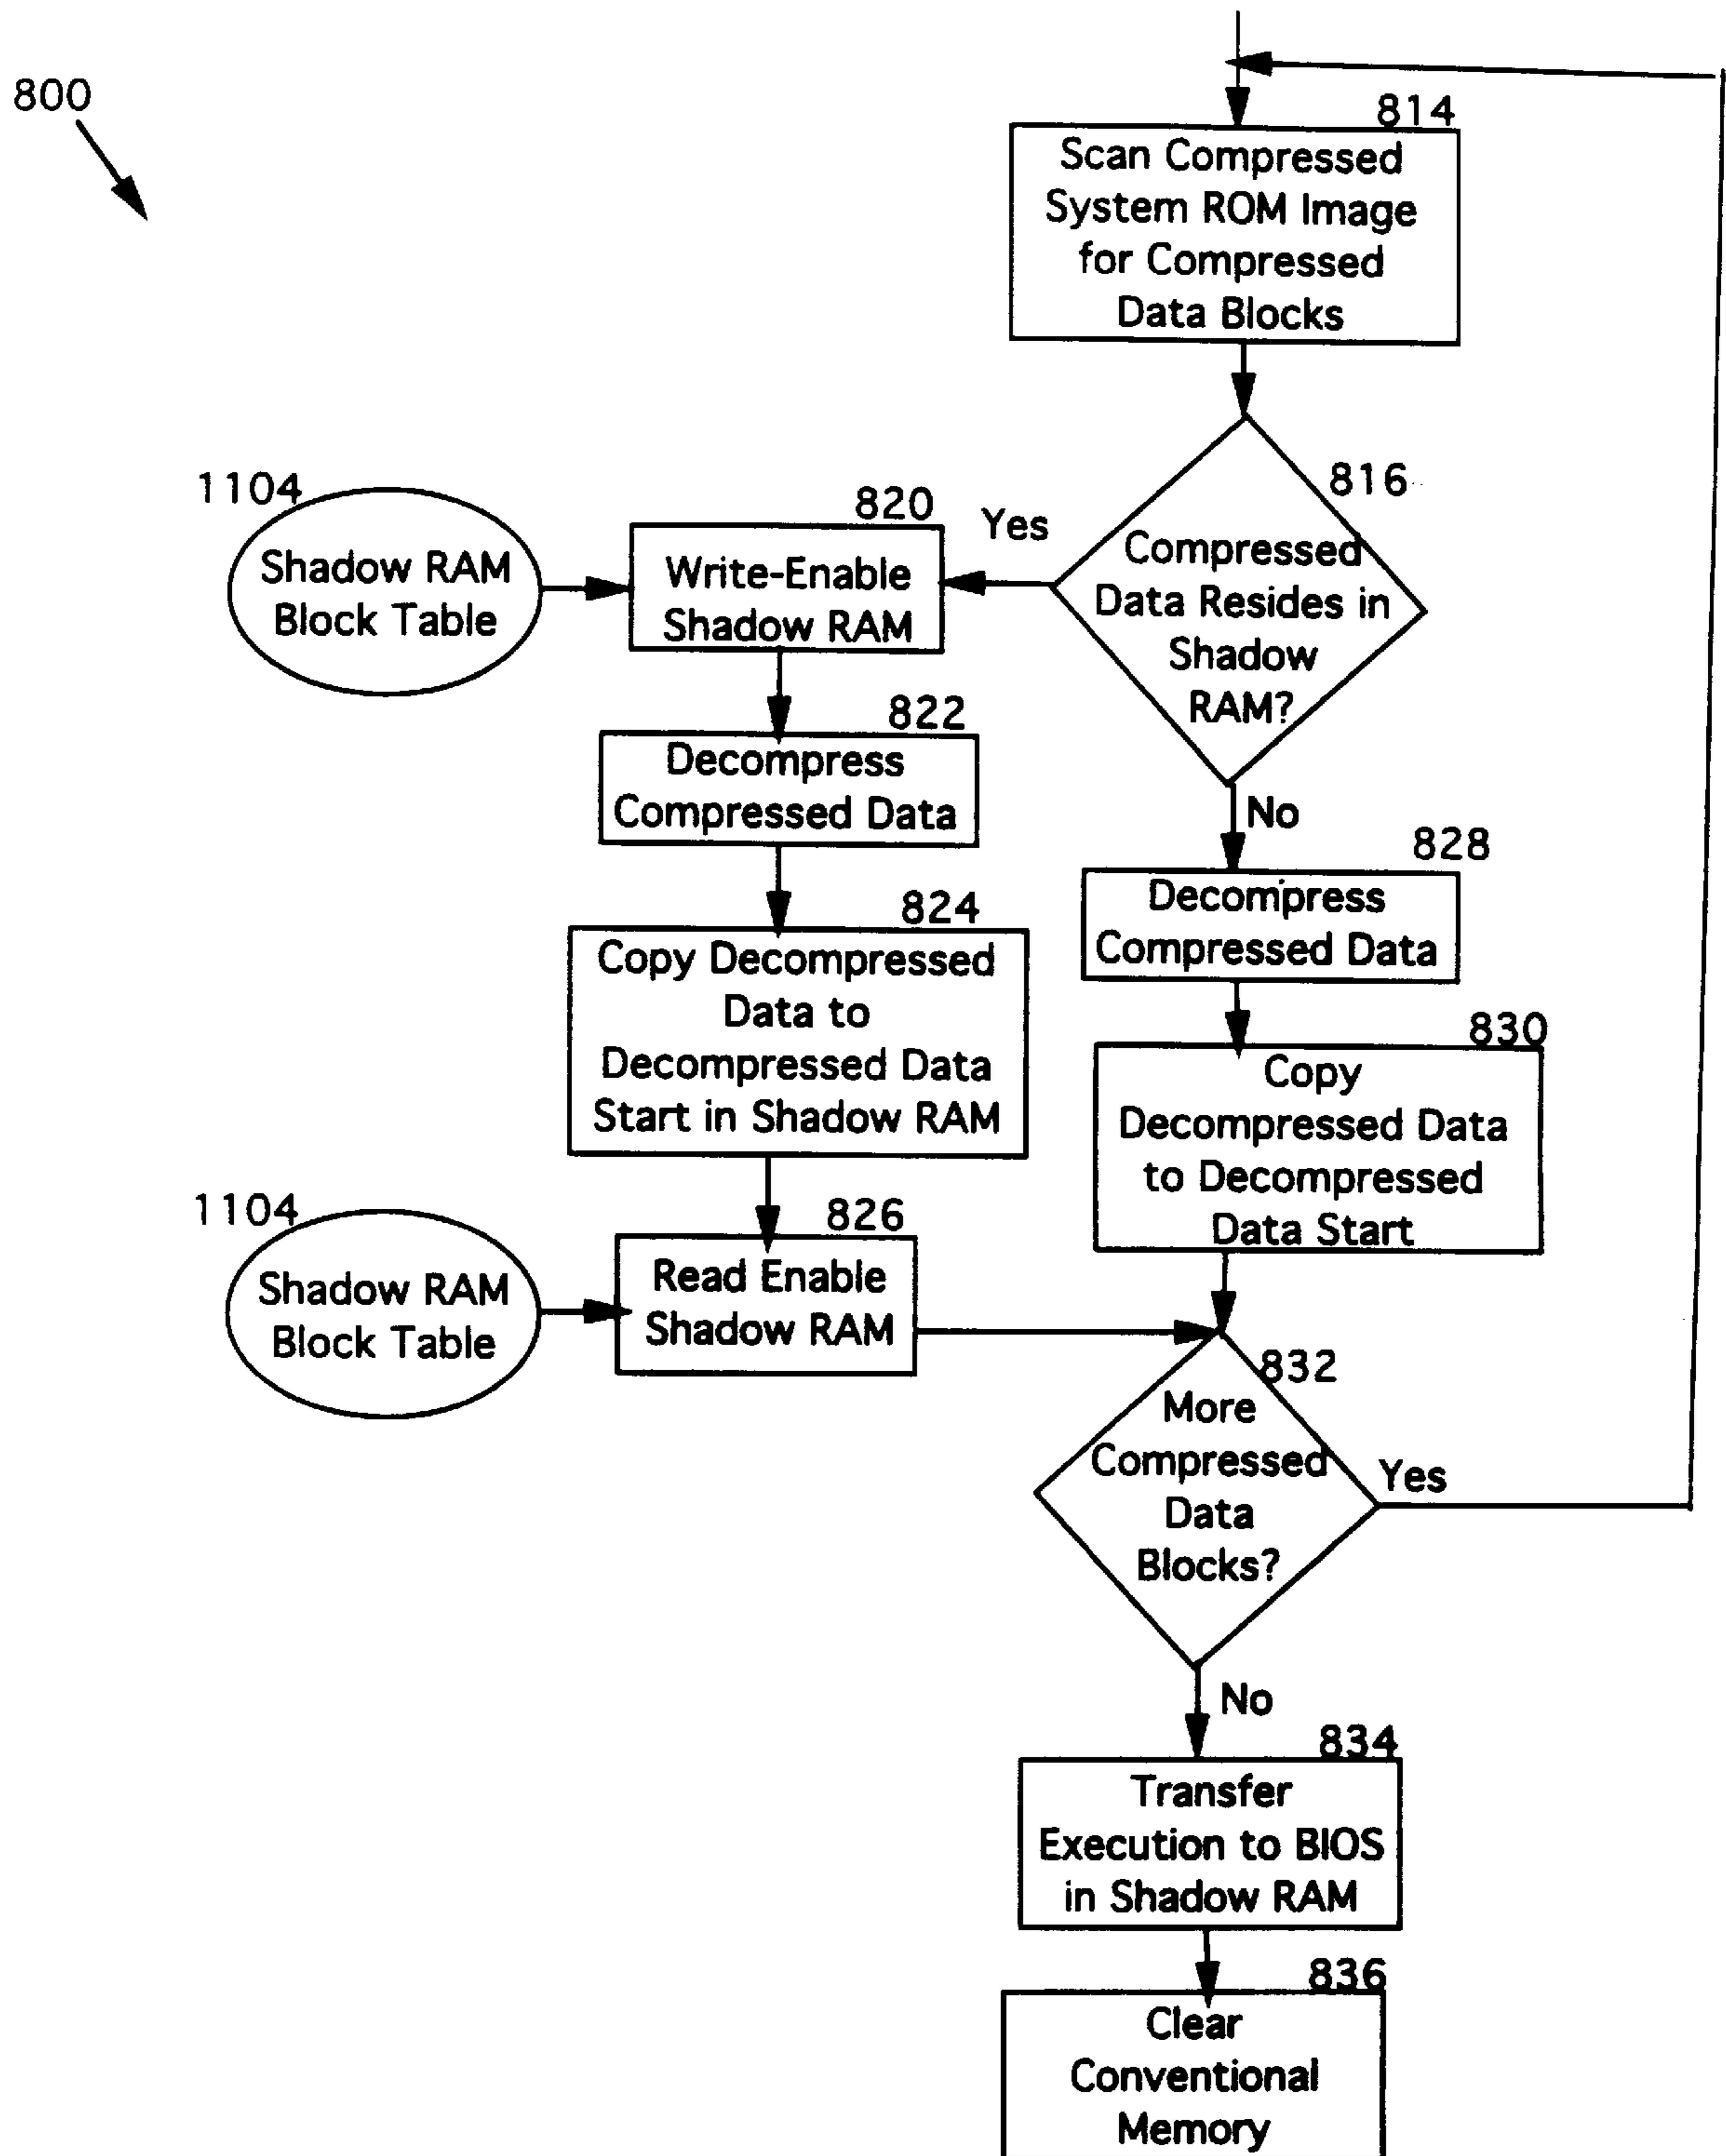 800
814
Scan Compressed
System ROM Image
for Compressed
Data Blocks
816
Compressed
Data Resides in
Shadow
RAM?
Yes
No
1104
Shadow RAM
Block Table
820
Write-Enable
Shadow RAM
822
Decompress
Compressed Data
824
Copy Decompressed
Data to
Decompressed Data
Start in Shadow RAM
1104
Shadow RAM
Block Table
826
Read Enable
Shadow RAM
828
Decompress
Compressed Data
830
Copy
Decompressed Data
to Decompressed
Data Start
832
More
Compressed
Data
Blocks?
Yes
No
834
Transfer
Execution to BIOS
in Shadow RAM
836
Clear
Conventional
Memory